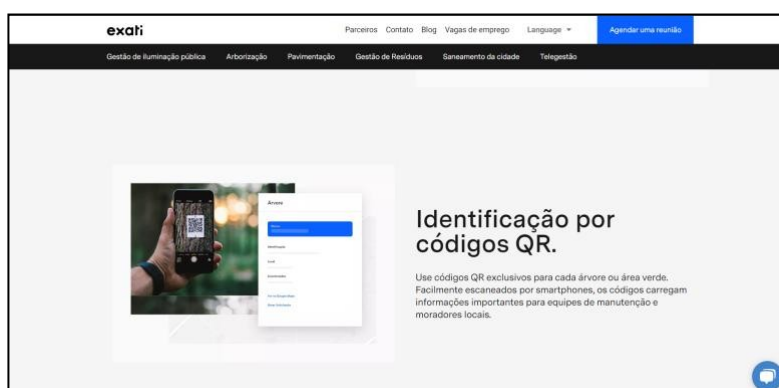 exati
Parceiros Contato Blog Vagas de emprego Language
Agendar uma reunião
Gestão de iluminação pública Arborização Pavimentação Gestão de Resíduos Saneamento da cidade Telegestão
Árvore
Identificação
Local
Identificação por
códigos QR.
Use códigos QR exclusivos para cada árvore ou área verde.
Facilmente escaneados por smartphones, os códigos carregam
informações importantes para equipes de manutenção e
moradores locais.